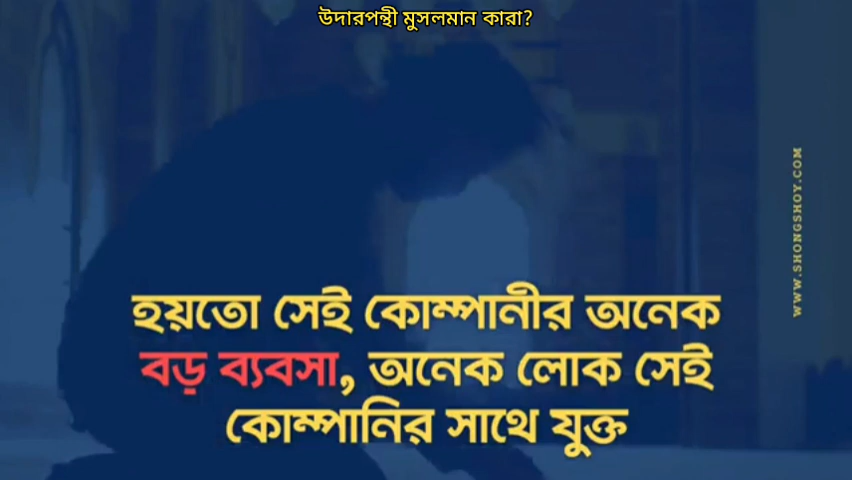 উদারপন্থী মুসলমান কারা?
হয়তো সেই কোম্পানীর অনেক
বড় ব্যবসা, অনেক লোক সেই
কোম্পানির সাথে যুক্ত
WWW.SHONGSHOY.COM